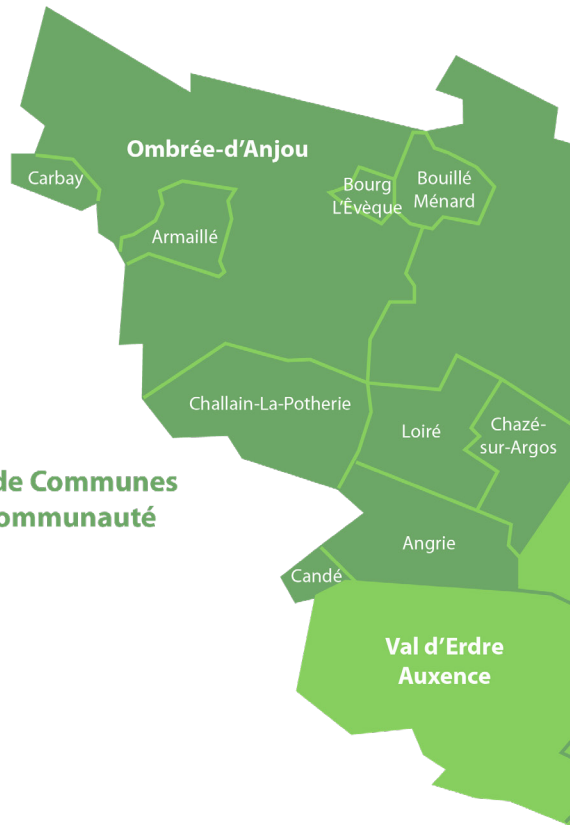 Ombrée-d'Anjou
Carbay
Bourg
L'Êvèque
Bouillé
Ménard
Armaillé
Challain-La-Potherie
Loiré
Chazé-
sur-Argos
de Communes
ommunauté
Angrie
Candé
Val d'Erdre
Auxence